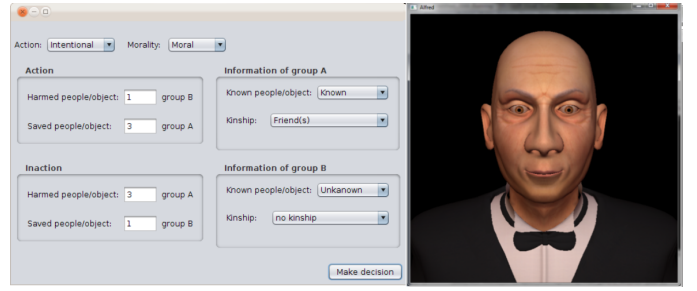 Alfred
Action: Intentional Morality: Moral
Action
Harmed people/object: 1 group B
Saved people/object: 3 group A
Information of group A
Known people/object: Known
Kinship: Friend(s)
Inaction
Harmed people/object: 3 group A
Saved people/object: 1 group B
Information of group B
Known people/object: Unkanown
Kinship: no kinship
Make decision